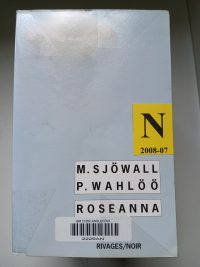 N
2008-07
M. SJÖWALL
P. WAHLÖÖ
ROSEANNA
RIVAGES/NOIR